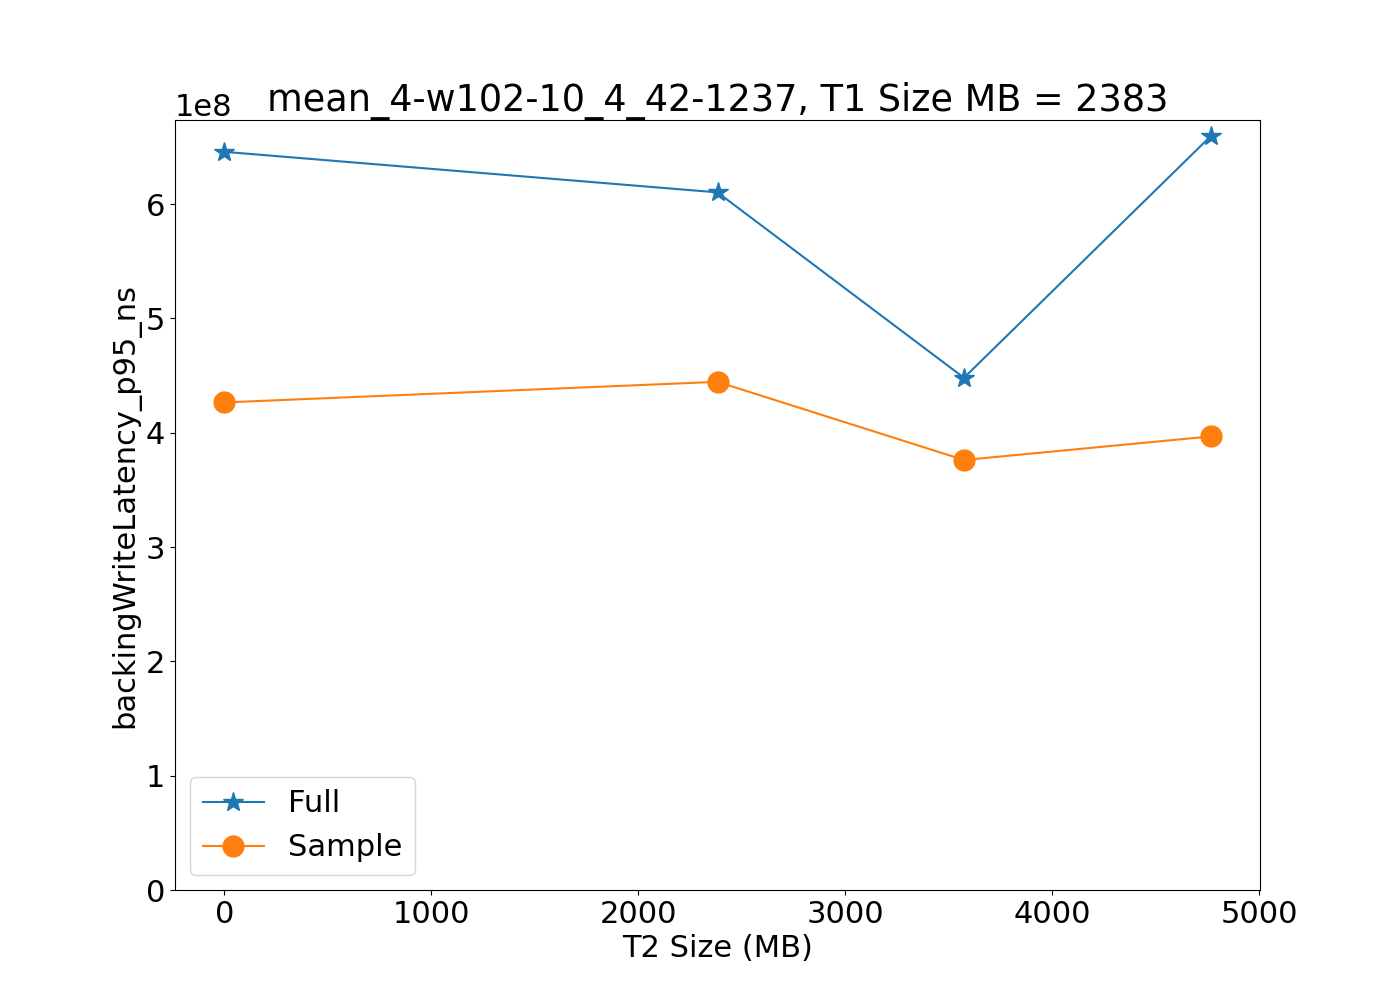 1e8
mean_4-w102-10_4_42-1237, T1 Size MB = 2383
backingWriteLatency_p95_ns
6
5
4
3
2
1
0
Full
Sample
0 1000 2000 3000 4000 5000
T2 Size (MB)